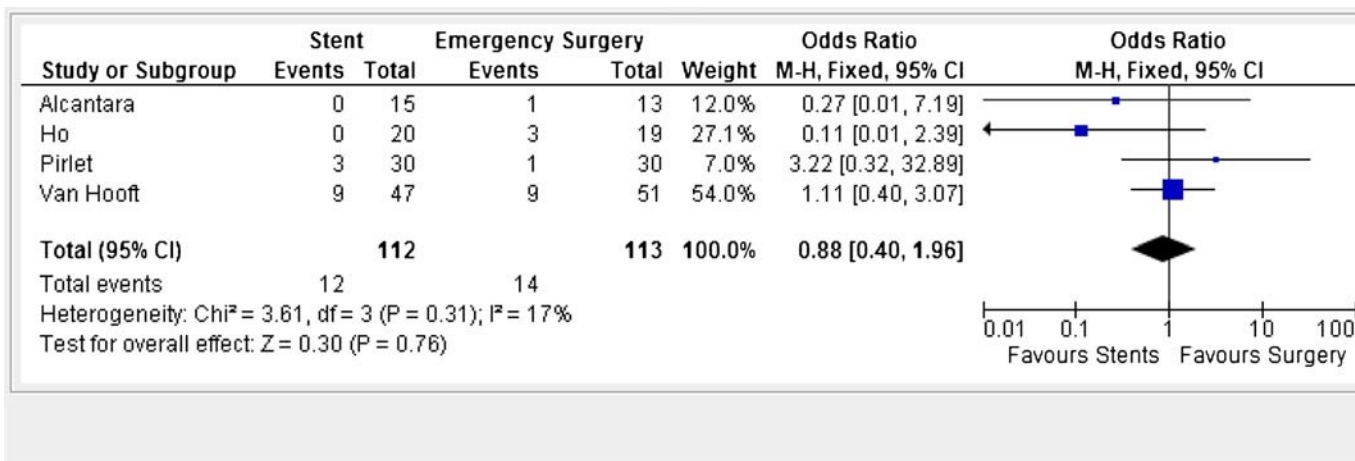 Stent Emergency Surgery Odds Ratio Odds Ratio
Study or Subgroup Events Total Events Total Weight M-H, Fixed, 95% CI M-H, Fixed, 95% CI
Alcantara 0 15 1 13 12.0% 0.27 [0.01, 7.19]
Ho 0 20 3 19 27.1% 0.11 [0.01, 2.39]
Pirlet 3 30 1 30 7.0% 3.22 [0.32, 32.89]
Van Hooft 9 47 9 51 54.0% 1.11 [0.40, 3.07]
Total (95% CI) 112 113 100.0% 0.88 [0.40, 1.96]
Total events 12 14
Heterogeneity: Chi² = 3.61, df = 3 (P = 0.31); I² = 17%
Test for overall effect: Z = 0.30 (P = 0.76)
0.01 0.1 1 10 100
Favours Stents Favours Surgery